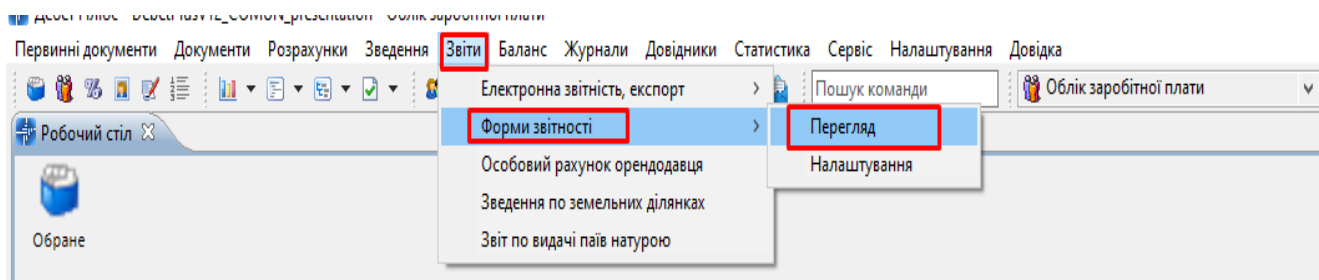 Первинні документи Документи Розрахунки Зведення Звіти Баланс Журнали Довідники Статистика Сервіс Налаштування Довідка
Пошук команди Облік заробітної плати
Робочий стіл
Обране
Електронна звітність, експорт
Форми звітності
Особовий рахунок орендодавця
Зведення по земельних ділянках
Звіт по видачі паїв натурою
Перегляд
Налаштування